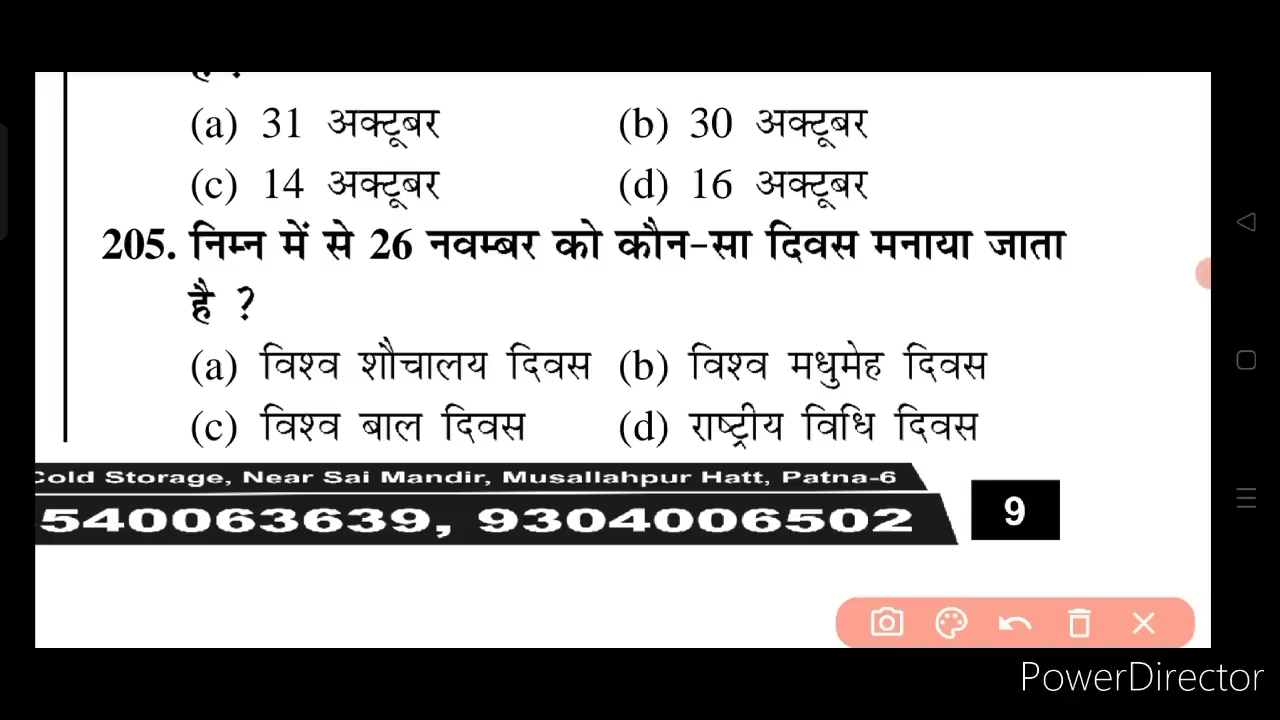 है ?
(a) 31 अक्टूबर (b) 30 अक्टूबर
(c) 14 अक्टूबर (d) 16 अक्टूबर
205. निम्न में से 26 नवम्बर को कौन-सा दिवस मनाया जाता
है ?
(a) विश्व शौचालय दिवस (b) विश्व मधुमेह दिवस
(c) विश्व बाल दिवस (d) राष्ट्रीय विधि दिवस
Cold Storage, Near Sai Mandir, Musallahpur Hatt, Patna-6
540063639, 9304006502
9
PowerDirector